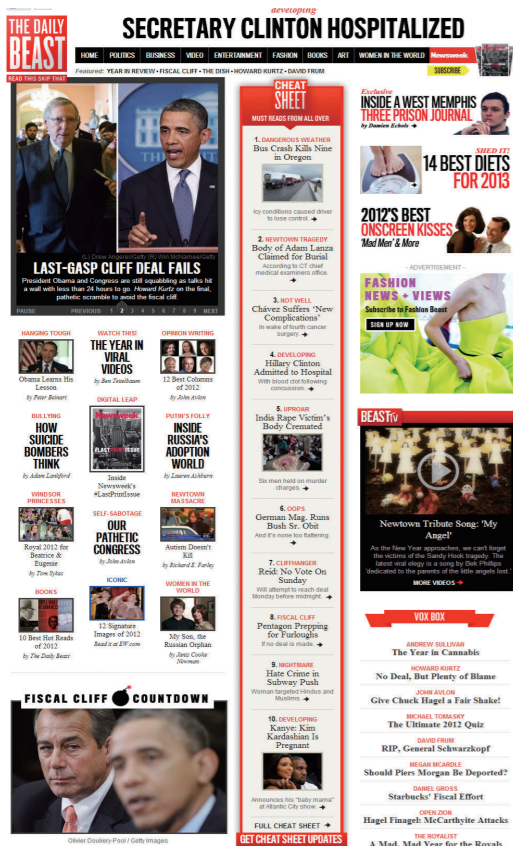 developing
SECRETARY CLINTON HOSPITALIZED
THE DAILY
BEAST
READ THIS SKIP THAT
HOME POLITICS BUSINESS VIDEO ENTERTAINMENT FASHION BOOKS ART WOMEN IN THE WORLD Newsweek
Featured: YEAR IN REVIEW • FISCAL CLIFF • THE DISH • HOWARD KURTZ • DAVID FRUM
SUBSCRIBE
(L) Drew Angerer/Getty (R) Win McNamee/Getty
LAST-GASP CLIFF DEAL FAILS
President Obama and Congress are still squabbling as talks hit
a wall with less than 24 hours to go. Howard Kurtz on the final,
pathetic scramble to avoid the fiscal cliff.
PAUSE PREVIOUS 1 2 3 4 5 6 7 8 9 NEXT
HANGING TOUGH
Obama Learns His
Lesson
by Peter Beinart
BULLYING
HOW
SUICIDE
BOMBERS
THINK
by Adam Lankford
WINDSOR
PRINCESSES
Royal 2012 for
Beatrice &
Eugenie
by Tom Sykes
BOOKS
10 Best Hot Reads
of 2012
by The Daily Beast
WATCH THIS!
THE YEAR IN
VIRAL
VIDEOS
by Ben Teitelbaum
DIGITAL LEAP
Newsweek
#LASTPRINTISSUE
Inside
Newsweek's
#LastPrintIssue
SELF-SABOTAGE
OUR
PATHETIC
CONGRESS
by John Avlon
ICONIC
12 Signature
Images of 2012
Read it at EW.com
OPINION WRITING
12 Best Columns
of 2012
by John Avlon
PUTIN'S FOLLY
INSIDE
RUSSIA'S
ADOPTION
WORLD
by Lauren Ashburn
NEWTOWN
MASSACRE
Autism Doesn't
Kill
by Richard E. Farley
WOMEN IN THE
WORLD
My Son, the
Russian Orphan
by Janis Cooke
Newman
FISCAL CLIFF COUNTDOWN
Olivier Douliery-Pool / Getty Images
CHEAT
SHEET
MUST READS FROM ALL OVER
1. DANGEROUS WEATHER
Bus Crash Kills Nine
in Oregon
Icy conditions caused driver
to lose control. →
2. NEWTOWN TRAGEDY
Body of Adam Lanza
Claimed for Burial
According to CT chief
medical examiners office.
→
3. NOT WELL
Chávez Suffers 'New
Complications'
In wake of fourth cancer
surgery. →
4. DEVELOPING
Hillary Clinton
Admitted to Hospital
With blood clot following
concussion. →
5. UPROAR
India Rape Victim's
Body Cremated
Six men held on murder
charges. →
6. OOPS
German Mag. Runs
Bush Sr. Obit
And it's none too flattering.
→
7. CLIFFHANGER
Reid: No Vote On
Sunday
Will attempt to reach deal
Monday before midnight. →
8. FISCAL CLIFF
Pentagon Prepping
for Furloughs
If no deal is made. →
9. NIGHTMARE
Hate Crime in
Subway Push
Woman targeted Hindus and
Muslims. →
10. DEVELOPING
Kanye: Kim
Kardashian Is
Pregnant
Announces his "baby mama"
at Atlantic City show. →
FULL CHEAT SHEET →
GET CHEAT SHEET UPDATES
Exclusive
INSIDE A WEST MEMPHIS
THREE PRISON JOURNAL
by Damien Echols →
SHED IT!
14 BEST DIETS
FOR 2013
2012'S BEST
ONSCREEN KISSES
'Mad Men' & More
- ADVERTISEMENT -
FASHION
NEWS + VIEWS
Subscribe to Fashion Beast
SIGN UP NOW
BEAST TV
Newtown Tribute Song: 'My
Angel'
As the New Year approaches, we can't forget
the victims of the Sandy Hook tragedy. The
latest viral elegy is a song by Bek Phillips
'dedicated to the parents of the little angels lost.'
MORE VIDEOS →
VOX BOX
ANDREW SULLIVAN
The Year in Cannabis
HOWARD KURTZ
No Deal, But Plenty of Blame
JOHN AVLON
Give Chuck Hagel a Fair Shake!
MICHAEL TOMASKY
The Ultimate 2012 Quiz
DAVID FRUM
RIP, General Schwarzkopf
MEGAN MCARDLE
Should Piers Morgan Be Deported?
DANIEL GROSS
Starbucks' Fiscal Effort
OPEN ZION
Hagel Finagel: McCarthyite Attacks
THE ROYALIST
A Mad, Mad Year for the Royals